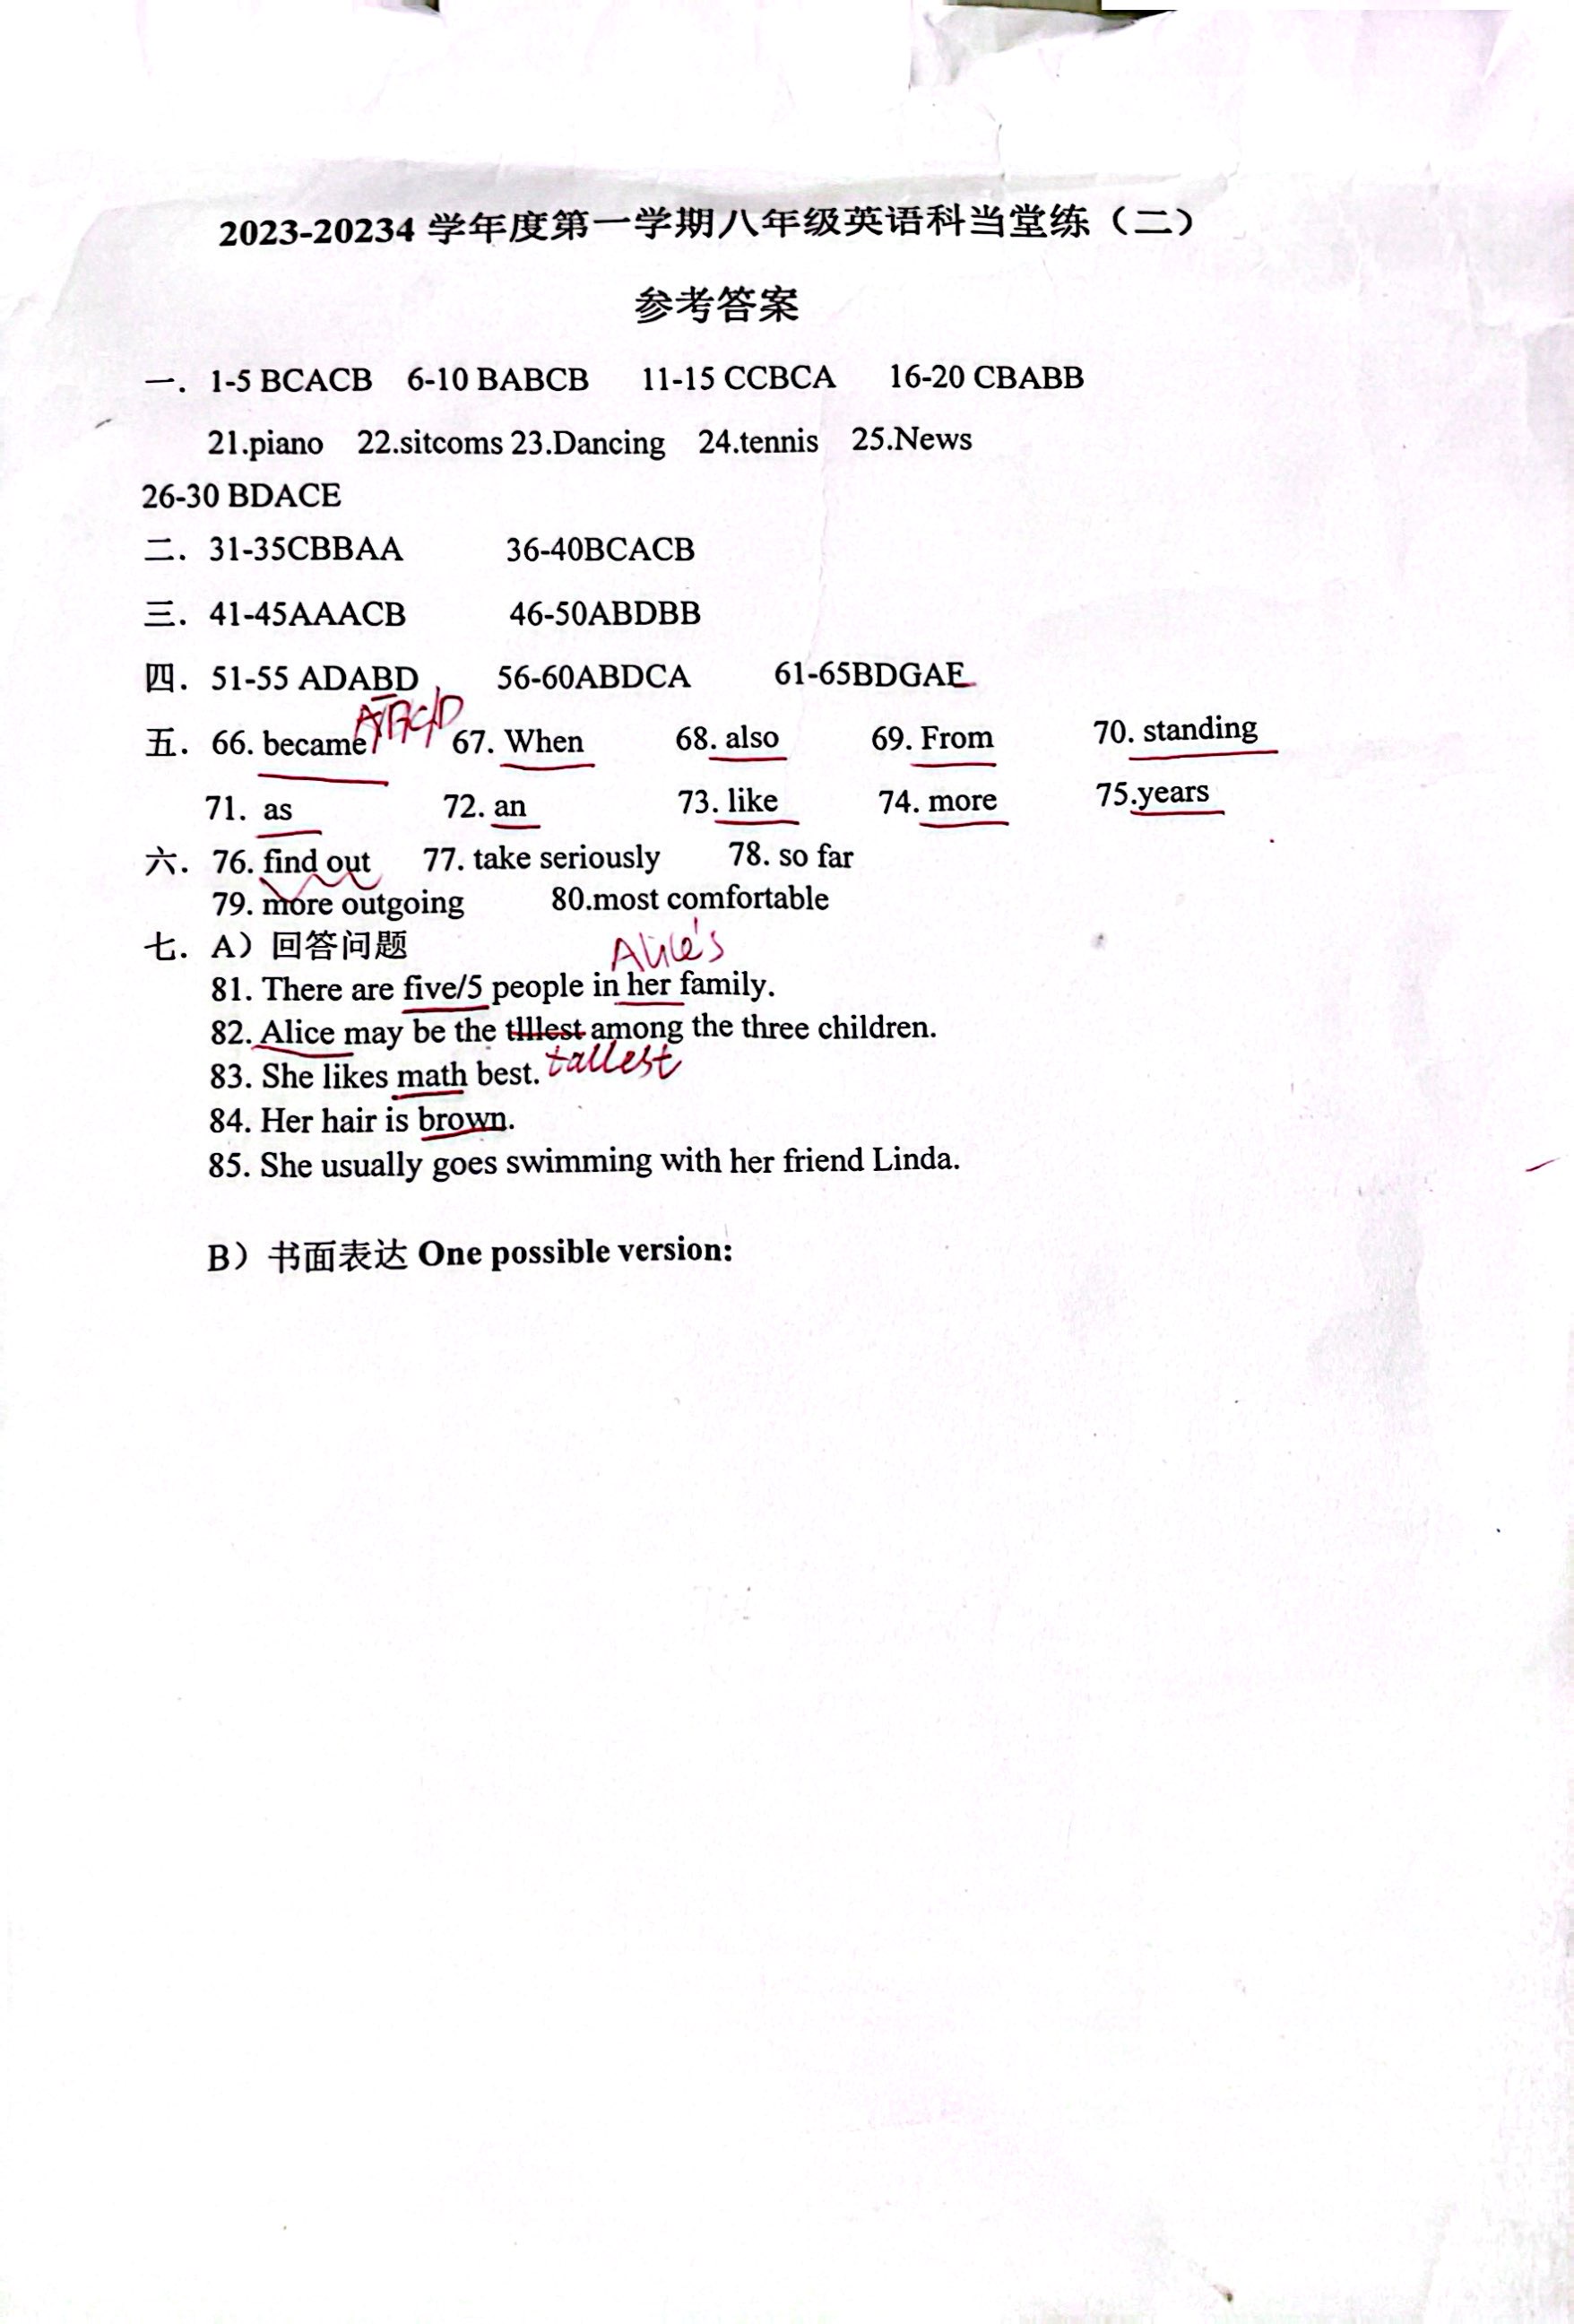 2023-20234 学年度第一学期八年级英语科当堂练（二）
参考答案
一. 1-5 BCACB 6-10 BABCB 11-15 CCBCA 16-20 CBABB
21.piano 22.sitcoms 23.Dancing 24.tennis 25.News
26-30 BDACE
二. 31-35CBBAA 36-40BCACB
三. 41-45AAACB 46-50ABDBB
四. 51-55 ADABD 56-60ABDCA 61-65BDGAE
A/B/C/D
五. 66. became 67. When 68. also 69. From 70. standing
71. as 72. an 73. like 74. more 75.years
六. 76. find out 77. take seriously 78. so far
79. more outgoing 80.most comfortable
七. A）回答问题
Alice's
81. There are five/5 people in her family.
82. Alice may be the tlllest among the three children.
tallest
83. She likes math best.
84. Her hair is brown.
85. She usually goes swimming with her friend Linda.
B）书面表达 One possible version: